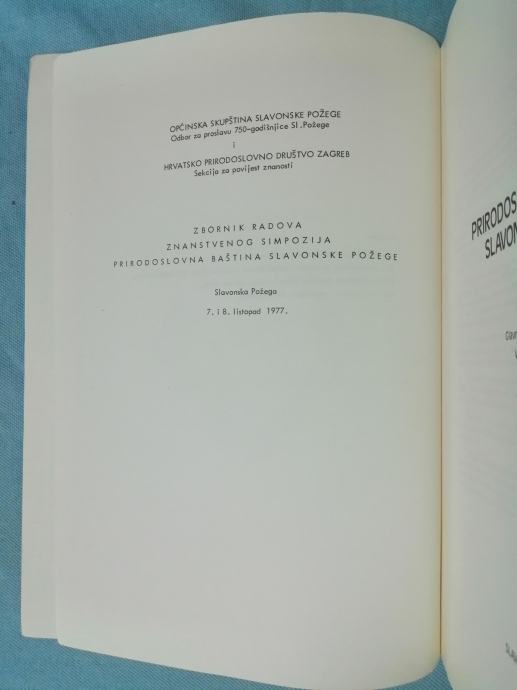 OPĆINSKA SKUPŠTINA SLAVONSKE POŽEGE
Odbor za proslavu 750-godišnjice Sl.Požege
i
HRVATSKO PRIRODOSLOVNO DRUŠTVO ZAGREB
Sekcija za povijest znanosti
ZBORNIK RADOVA
ZNANSTVENOG SIMPOZIJA
PRIRODOSLOVNA BAŠTINA SLAVONSKE POŽEGE
Slavonska Požega
7. i 8. listopad 1977.